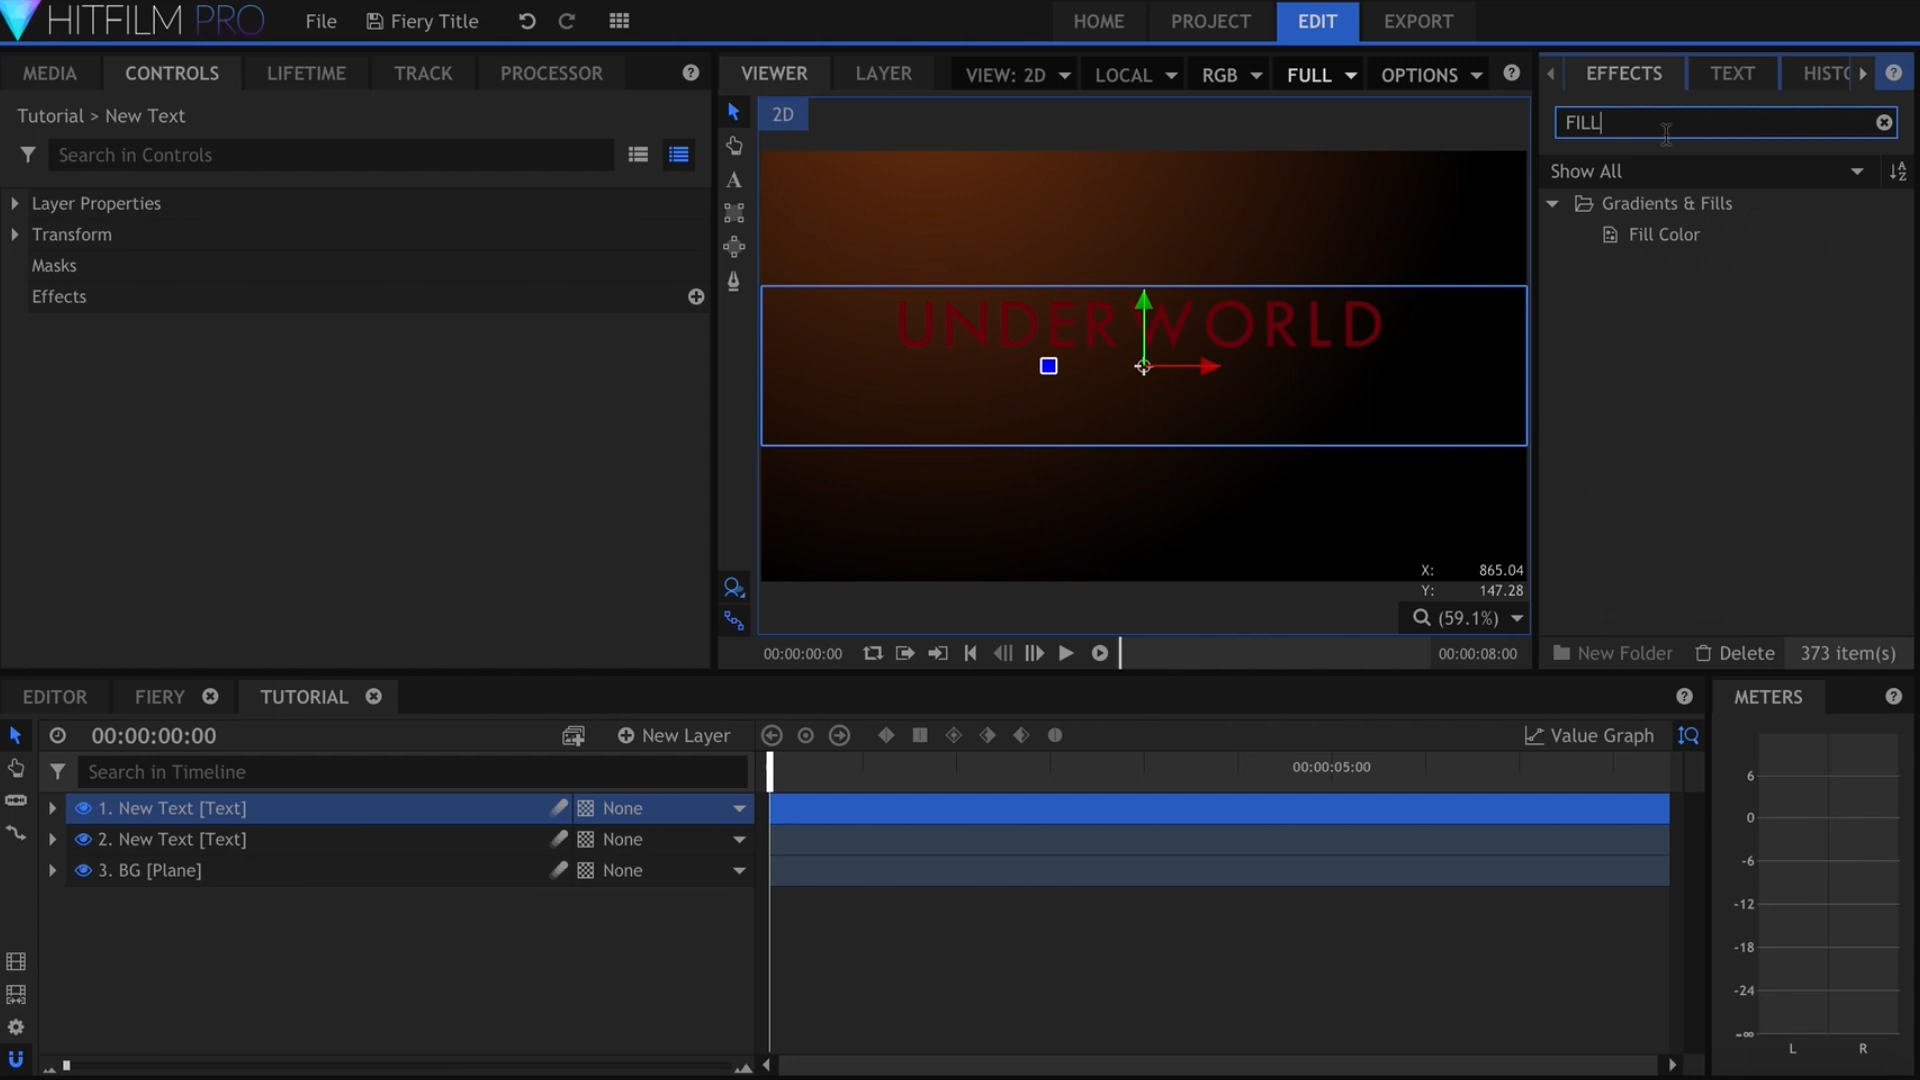 HITFILM PRO File Fiery Title HOME PROJECT EDIT EXPORT
MEDIA CONTROLS LIFETIME TRACK PROCESSOR ?
Tutorial > New Text
Search in Controls
Layer Properties
Transform
Masks
Effects
VIEWER LAYER VIEW: 2D LOCAL RGB FULL OPTIONS ?
2D
A
UNDERWORLD
X: 865.04
Y: 147.28
(59.1%)
00:00:00:00 00:00:08:00
EFFECTS TEXT HISTO ?
FILL
Show All
Gradients & Fills
Fill Color
New Folder Delete 373 item(s)
EDITOR FIERY TUTORIAL ?
00:00:00:00 New Layer Value Graph
Search in Timeline
00:00:05:00
1. New Text [Text] None
2. New Text [Text] None
3. BG [Plane] None
METERS ?
6
0
-6
-12
-18
-24
-∞
L R